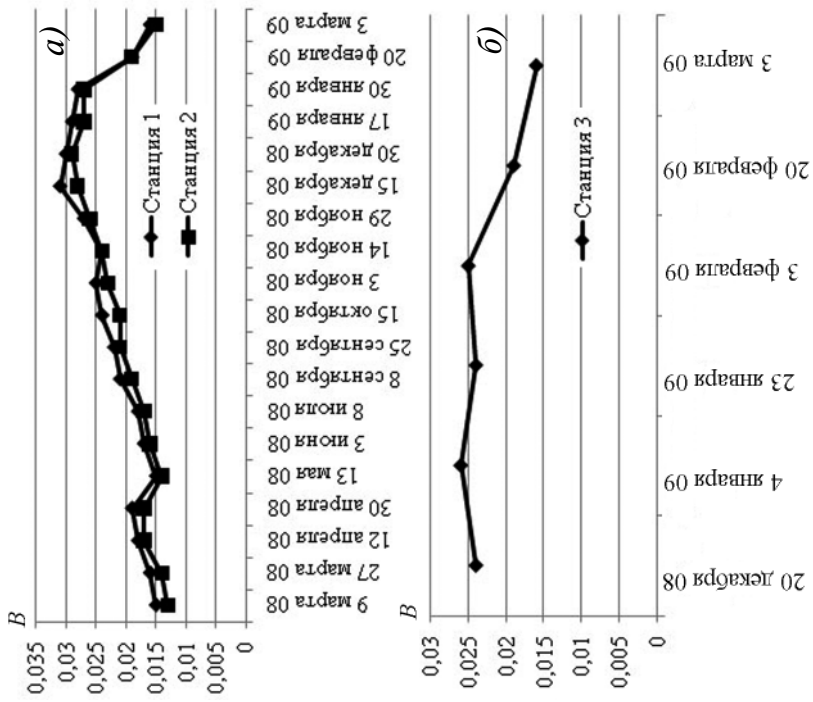 а)
В
0,035
0,03
0,025
0,02
0,015
0,01
0,005
0
Станция 1
Станция 2
9 марта 08
27 марта 08
12 апреля 08
30 апреля 08
13 мая 08
3 июня 08
8 июля 08
8 сентября 08
25 сентября 08
15 октября 08
3 ноября 08
14 ноября 08
29 ноября 08
15 декабря 08
30 декабря 08
17 января 09
30 января 09
20 февраля 09
3 марта 09
б)
В
0,03
0,025
0,02
0,015
0,01
0,005
0
Станция 3
20 декабря 08
4 января 09
23 января 09
3 февраля 09
20 февраля 09
3 марта 09